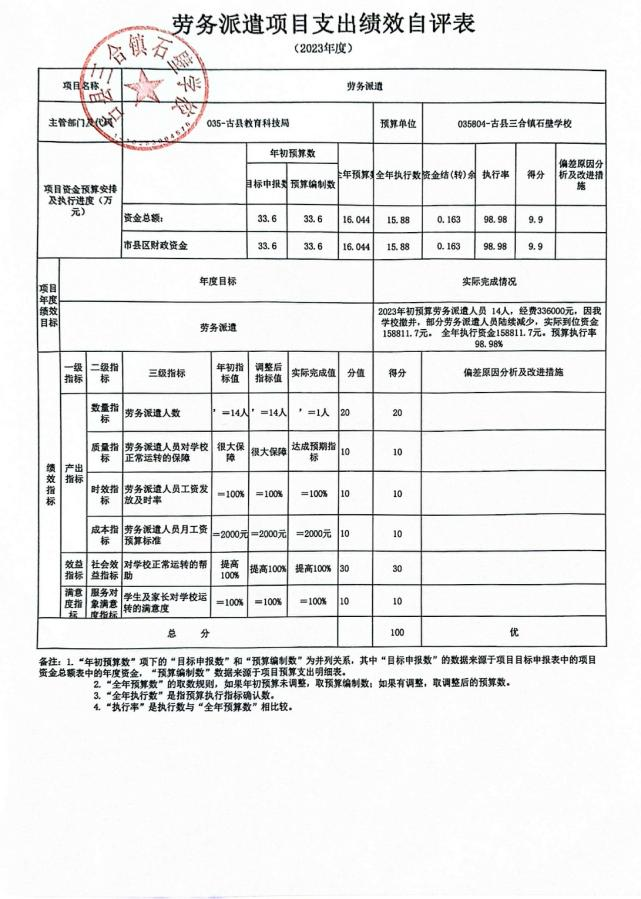 劳务派遣项目支出绩效自评表
（2023年度）
项目名称 劳务派遣
主管部门及代码 035-古县教育科技局 预算单位 035804-古县三合镇石壁学校
项目资金预算安排及执行进度（万元） 年初预算数 全年预算数 全年执行数 资金结(转)余 执行率 得分 偏差原因分析及改进措施
目标申报数 预算编制数
资金总额: 33.6 33.6 16.044 15.88 0.163 98.98 9.9
市县区财政资金 33.6 33.6 16.044 15.88 0.163 98.98 9.9
项目年度绩效目标 年度目标 实际完成情况
劳务派遣
2023年初预算劳务派遣人员 14人，经费336000元，因我
学校撤并，部分劳务派遣人员陆续减少，实际到位资金
158811.7元。 全年执行资金158811.7元。预算执行率
98.98%
绩效指标 一级指标 二级指标 三级指标 年初指标值 调整后指标值 实际完成值 分值 得分 偏差原因分析及改进措施
产出指标 数量指标 劳务派遣人数 ＇＝14人 ＇＝14人 ＇＝1人 20 20
质量指标 劳务派遣人员对学校正常运转的保障 很大保障 很大保障 达成预期指标 10 10
时效指标 劳务派遣人员工资发放及时率 ＝100% ＝100% ＝100% 10 10
成本指标 劳务派遣人员月工资预算标准 ＝2000元 ＝2000元 ＝2000元 10 10
效益指标 社会效益指标 对学校正常运转的帮助 提高100% 提高100% 提高100% 30 30
满意度指标 服务对象满意度指标 学生及家长对学校运转的满意度 ＝100% ＝100% ＝100% 10 10
总 分 100 优
备注: 1.“年初预算数”项下的“目标申报数”和“预算编制数”为并列关系，其中“目标申报数”的数据来源于项目目标申报表中的项目
资金总额表中的年度资金，“预算编制数”数据来源于项目预算支出明细表。
2.“全年预算数”的取数规则，如果年初预算未调整，取预算编制数；如果有调整，取调整后的预算数。
3.“全年执行数”是指预算执行指标确认数。
4.“执行率”是执行数与“全年预算数”相比较。
古县三合镇石壁学校